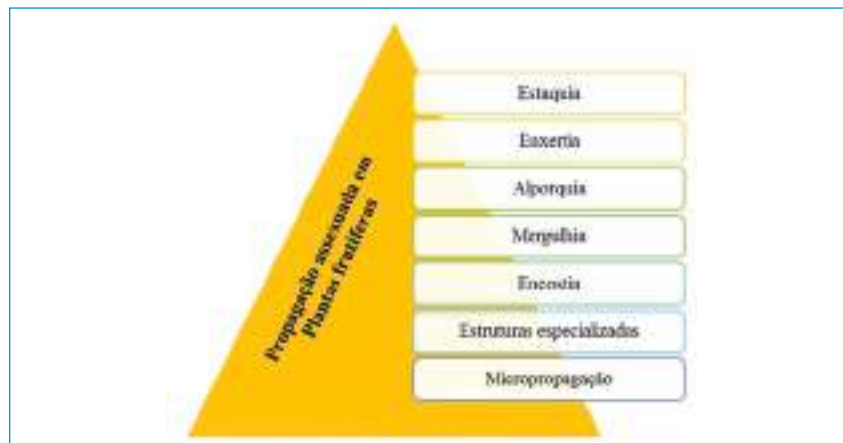 Propagação assexuada em
Plantas frutíferas
Estaquia
Enxertia
Alporquia
Mergulhia
Encostia
Estruturas especializadas
Micropropagação